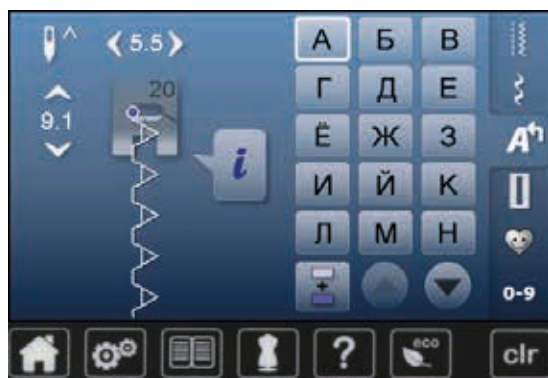 5.5
А Б В
20
Г Д Е
9.1
Ё Ж З
A
i
И Й К
Л М Н
+
0-9
?
eco
clr